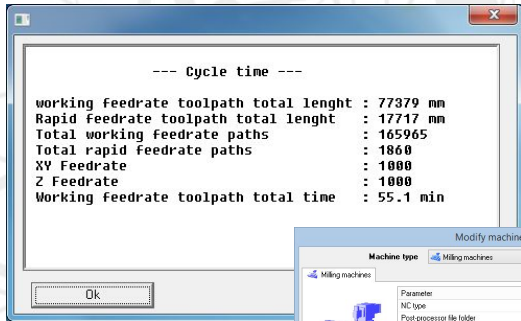 --- Cycle time ---
working feedrate toolpath total lenght : 77379 mm
Rapid feedrate toolpath total lenght : 17717 mm
Total working feedrate paths : 165965
Total rapid feedrate paths : 1860
XY Feedrate : 1000
Z Feedrate : 1000
Working feedrate toolpath total time : 55.1 min
Ok
Modify machine
Machine type Milling machines
Milling machines
Parameter
NC type
Post-processor file folder